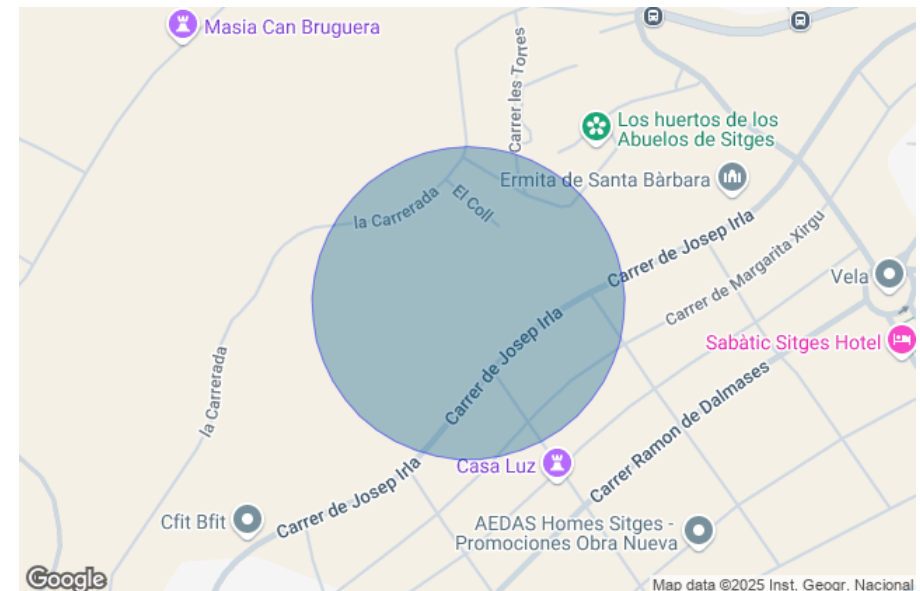 Masia Can Bruguera
Carrer les Torres
Los huertos de los
Abuelos de Sitges
Ermita de Santa Bàrbara
la Carrerada
El Coll
Carrer de Josep Irla
Carrer de Margarita Xirgu
Vela
Sabàtic Sitges Hotel
Carrer de Josep Irla
la Carrerada
Carrer Ramon de Dalmases
Casa Luz
Carrer de Josep Irla
Cfit Bfit
AEDAS Homes Sitges -
Promociones Obra Nueva
Google
Map data ©2025 Inst. Geogr. Nacional